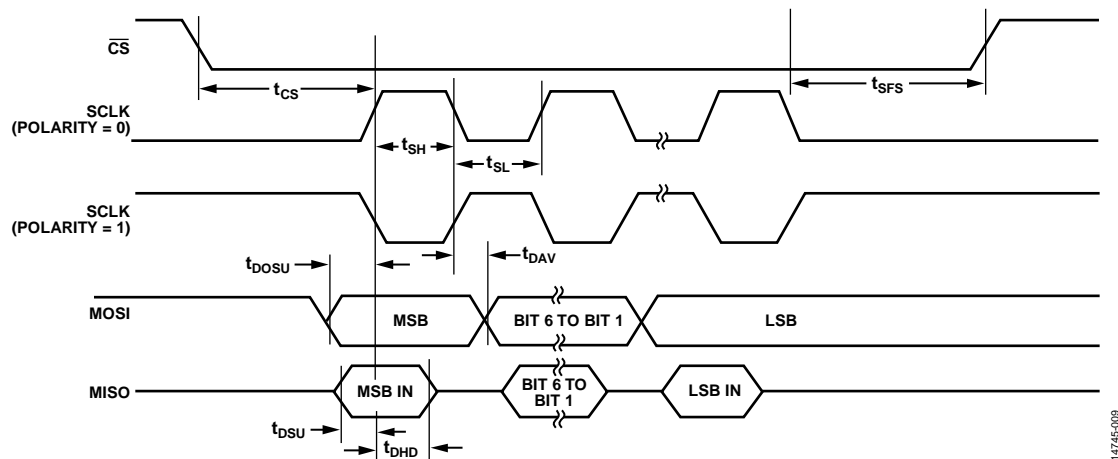 CS
tCS
tSFS
SCLK
(POLARITY = 0)
tSH
tSL
SCLK
(POLARITY = 1)
tDOSU
tDAV
MOSI
MSB
BIT 6 TO BIT 1
LSB
MISO
MSB IN
BIT 6 TO
BIT 1
LSB IN
tDSU
tDHD
14745-009